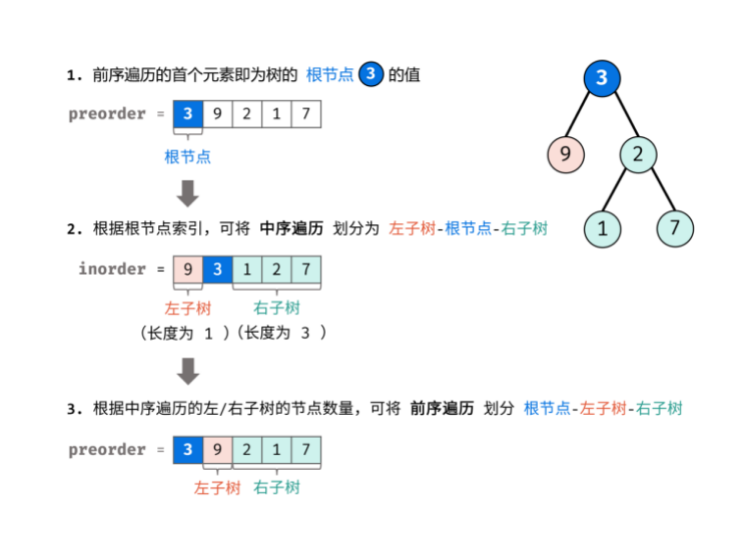 1. 前序遍历的首个元素即为树的 根节点 3 的值
preorder = 3 9 2 1 7
根节点
2. 根据根节点索引，可将 中序遍历 划分为 左子树-根节点-右子树
inorder = 9 3 1 2 7
左子树 右子树
（长度为 1 ）（长度为 3 ）
3. 根据中序遍历的左/右子树的节点数量，可将 前序遍历 划分 根节点-左子树-右子树
preorder = 3 9 2 1 7
左子树 右子树
3
9 2
1 7